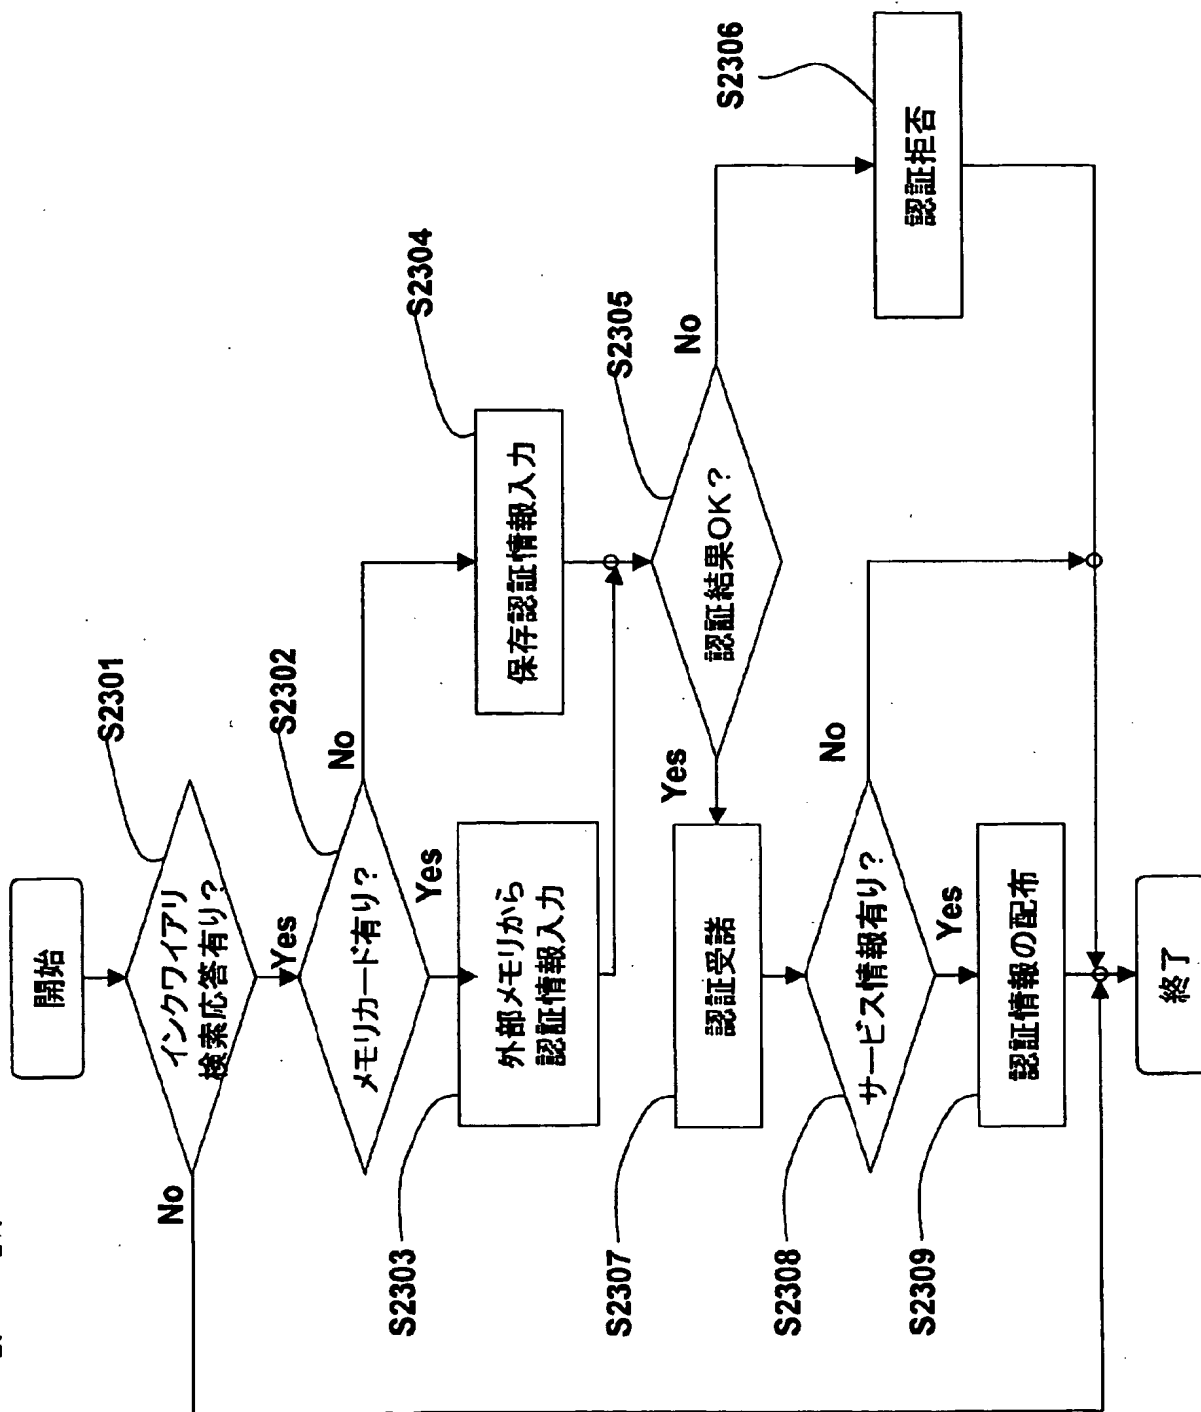 開始
インクワイアリ
検索応答有り?
S2301
Yes
No
メモリカード有り?
S2302
No
Yes
外部メモリから
認証情報入力
S2303
保存認証情報入力
S2304
認証結果OK?
S2305
No
Yes
認証拒否
S2306
認証受諾
S2307
サービス情報有り?
S2308
No
Yes
認証情報の配布
S2309
終了